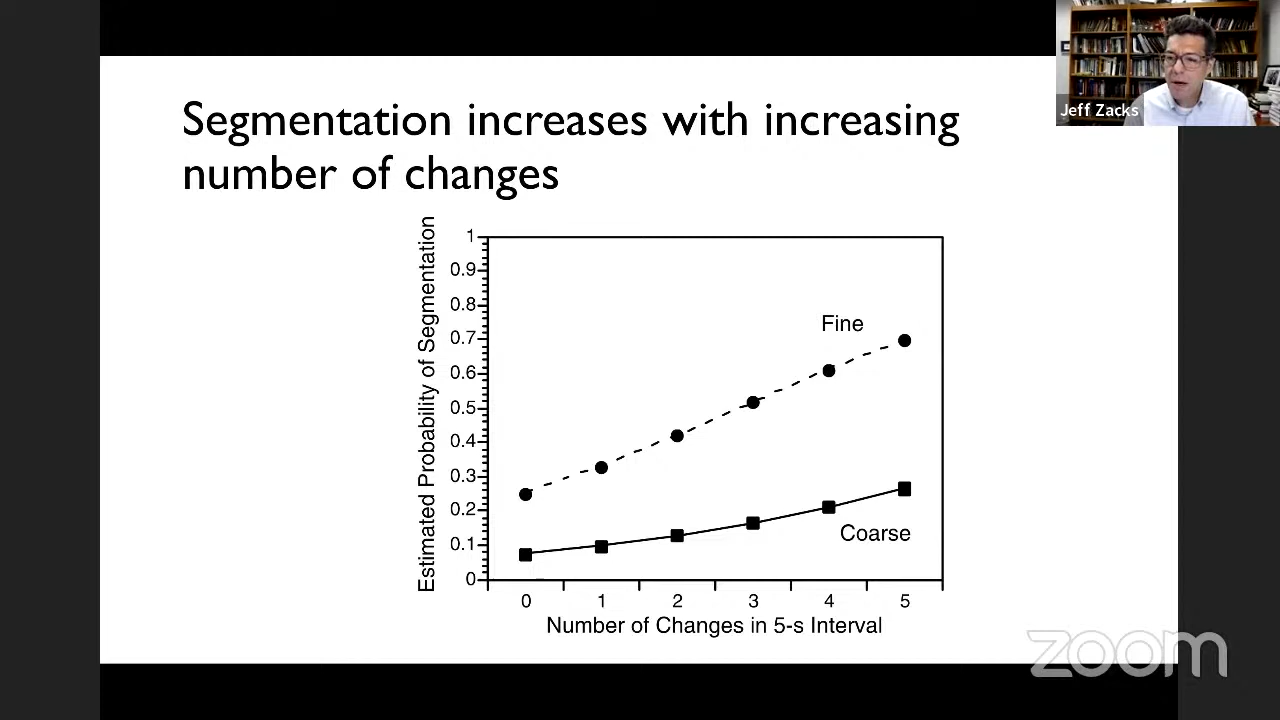 Jeff Zacks
Segmentation increases with increasing
number of changes
Estimated Probability of Segmentation
1
0.9
0.8
0.7
0.6
0.5
0.4
0.3
0.2
0.1
0
Fine
Coarse
0 1 2 3 4 5
Number of Changes in 5-s Interval
zoom